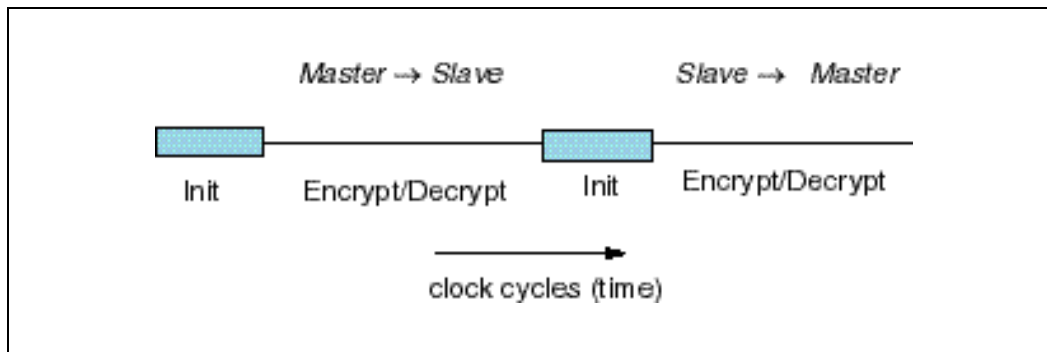 Master → Slave Slave → Master
Init Encrypt/Decrypt Init Encrypt/Decrypt
clock cycles (time)